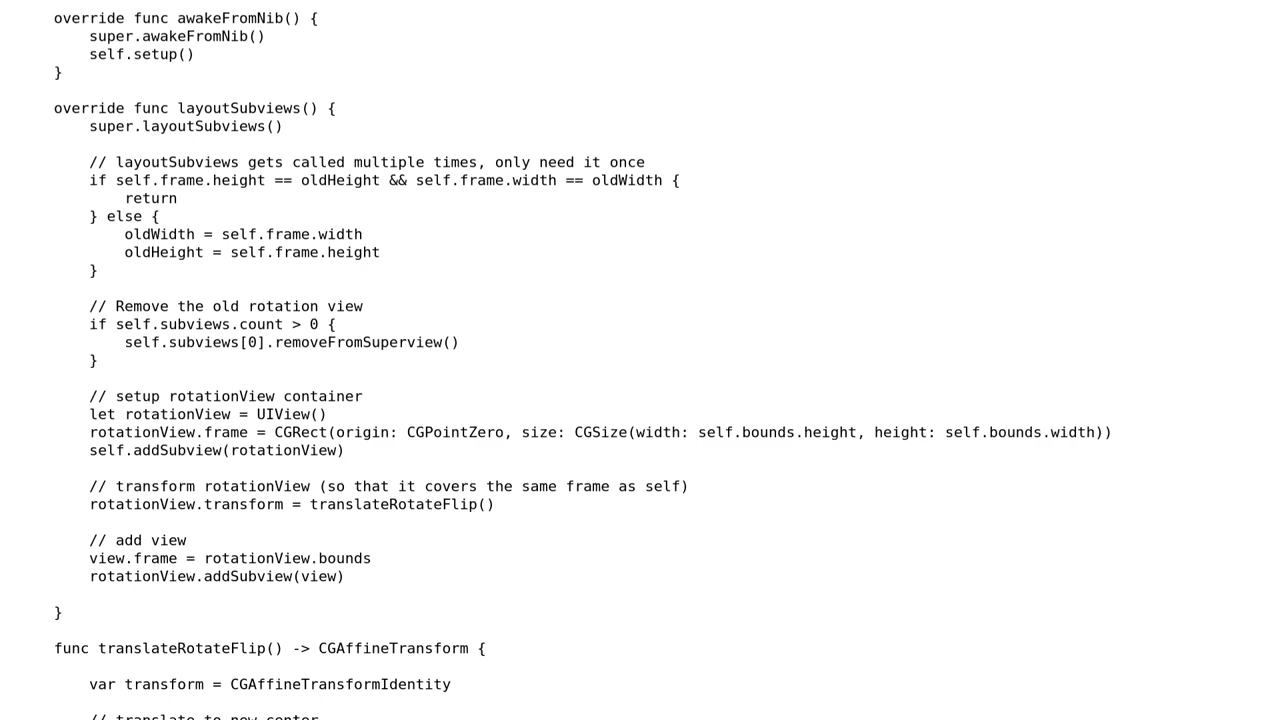 override func awakeFromNib() {
    super.awakeFromNib()
    self.setup()
}

override func layoutSubviews() {
    super.layoutSubviews()

    // layoutSubviews gets called multiple times, only need it once
    if self.frame.height == oldHeight && self.frame.width == oldWidth {
        return
    } else {
        oldWidth = self.frame.width
        oldHeight = self.frame.height
    }

    // Remove the old rotation view
    if self.subviews.count > 0 {
        self.subviews[0].removeFromSuperview()
    }

    // setup rotationView container
    let rotationView = UIView()
    rotationView.frame = CGRect(origin: CGPointZero, size: CGSize(width: self.bounds.height, height: self.bounds.width))
    self.addSubview(rotationView)

    // transform rotationView (so that it covers the same frame as self)
    rotationView.transform = translateRotateFlip()

    // add view
    view.frame = rotationView.bounds
    rotationView.addSubview(view)

}

func translateRotateFlip() -> CGAffineTransform {

    var transform = CGAffineTransformIdentity

    // translate to new center